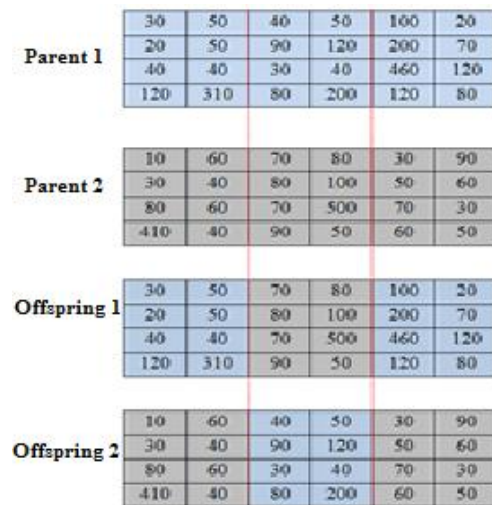 Parent 1
30 50 40 50 100 20
20 50 90 120 200 70
40 40 30 40 460 120
120 310 80 200 120 80
Parent 2
10 60 70 80 30 90
30 40 80 100 50 60
80 60 70 500 70 30
410 40 90 50 60 50
Offspring 1
30 50 70 80 100 20
20 50 80 100 200 70
40 40 70 500 460 120
120 310 90 50 120 80
Offspring 2
10 60 40 50 30 90
30 40 90 120 50 60
80 60 30 40 70 30
410 40 80 200 60 50